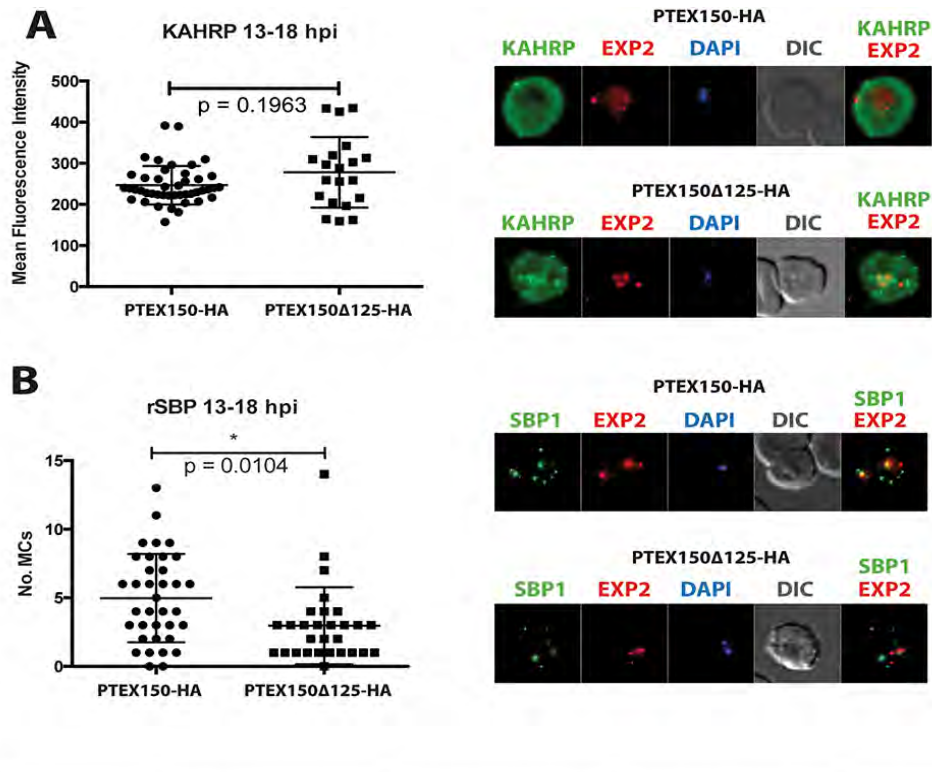 A
KAHRP 13-18 hpi
Mean Fluorescence Intensity
500
400
300
200
100
0
p = 0.1963
PTEX150-HA PTEX150Δ125-HA
PTEX150-HA
KAHRP EXP2 DAPI DIC KAHRP
EXP2
PTEX150Δ125-HA
KAHRP EXP2 DAPI DIC KAHRP
EXP2
B
rSBP 13-18 hpi
No. MCs
15
10
5
0
*
p = 0.0104
PTEX150-HA PTEX150Δ125-HA
PTEX150-HA
SBP1 EXP2 DAPI DIC SBP1
EXP2
PTEX150Δ125-HA
SBP1 EXP2 DAPI DIC SBP1
EXP2